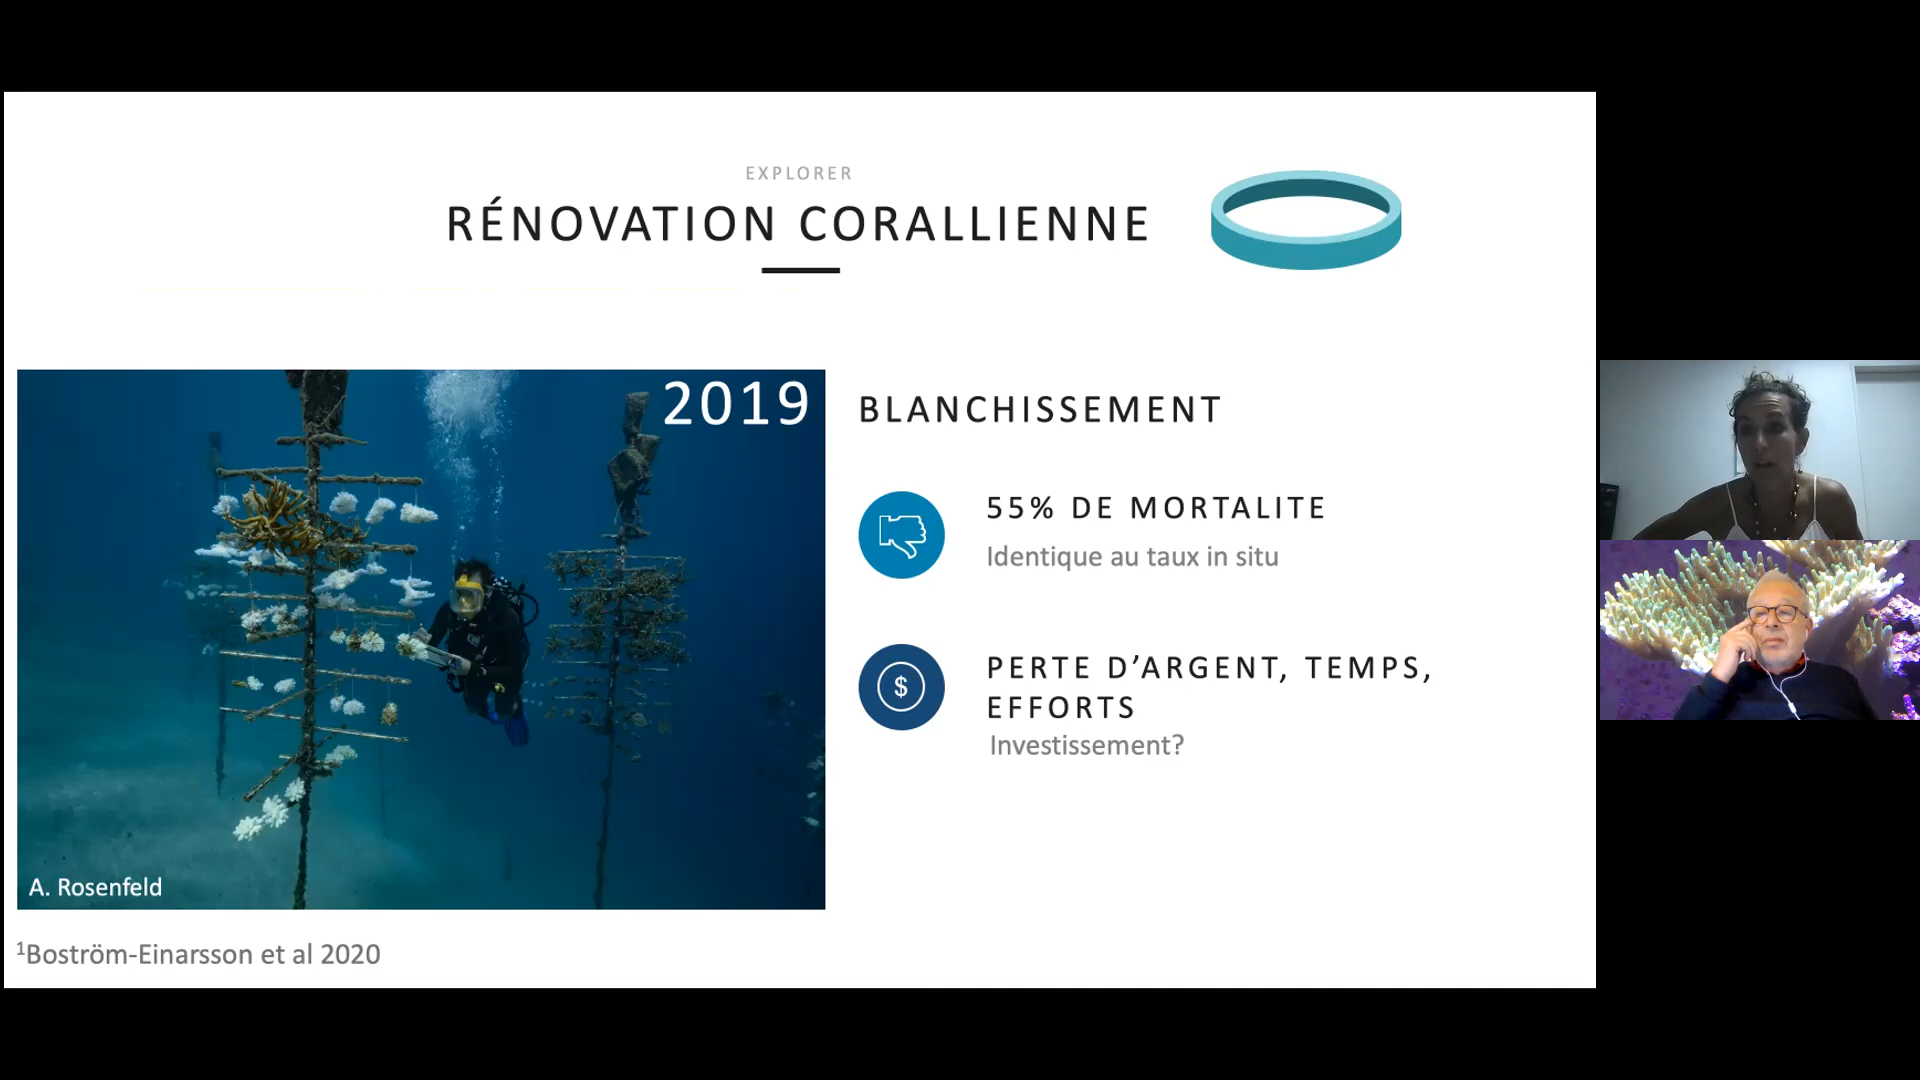 EXPLORER
RÉNOVATION CORALLIENNE
2019
A. Rosenfeld
BLANCHISSEMENT
55% DE MORTALITE
Identique au taux in situ
$
PERTE D’ARGENT, TEMPS,
EFFORTS
Investissement?
¹Boström-Einarsson et al 2020